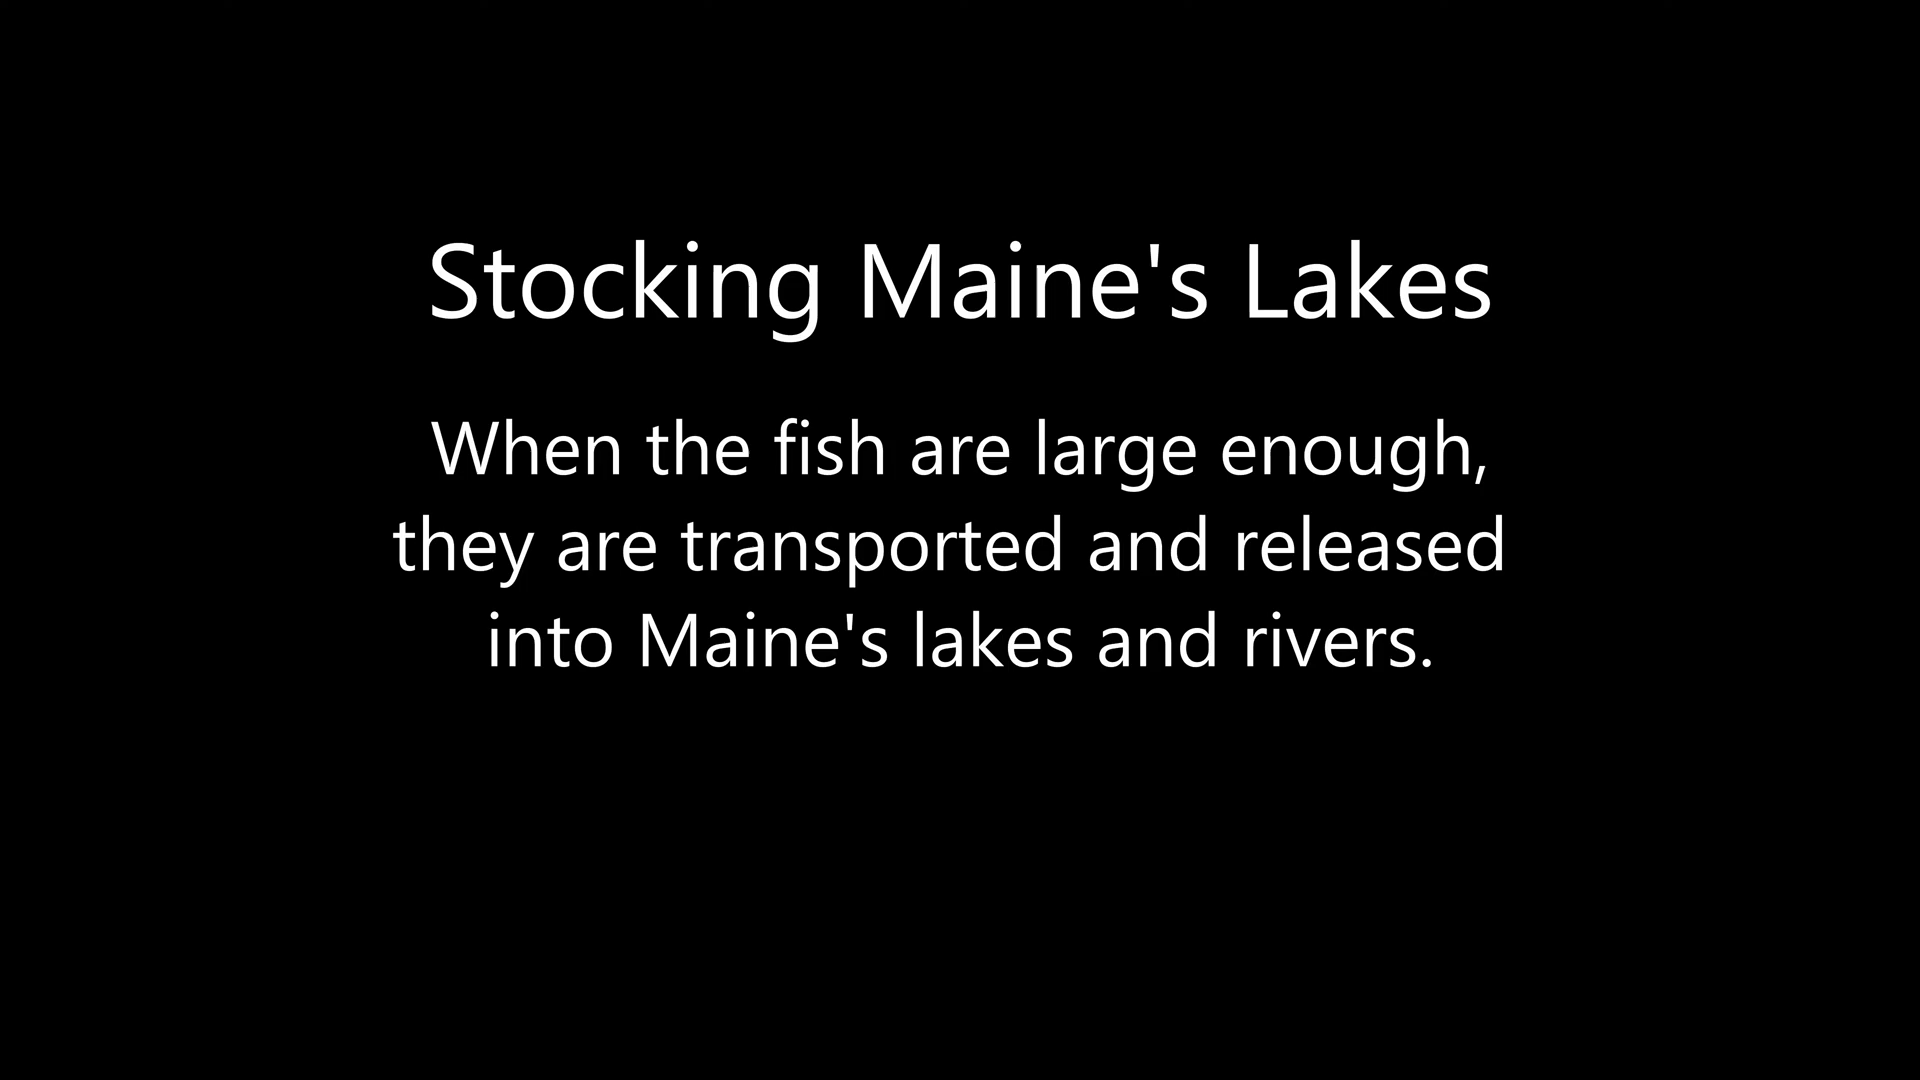 Stocking Maine's Lakes
When the fish are large enough,
they are transported and released
into Maine's lakes and rivers.